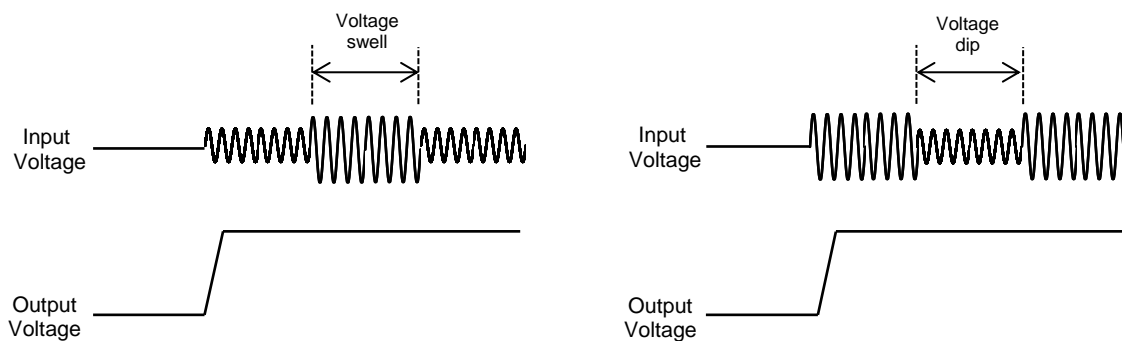 Voltage
swell
Input
Voltage
Output
Voltage
Voltage
dip
Input
Voltage
Output
Voltage